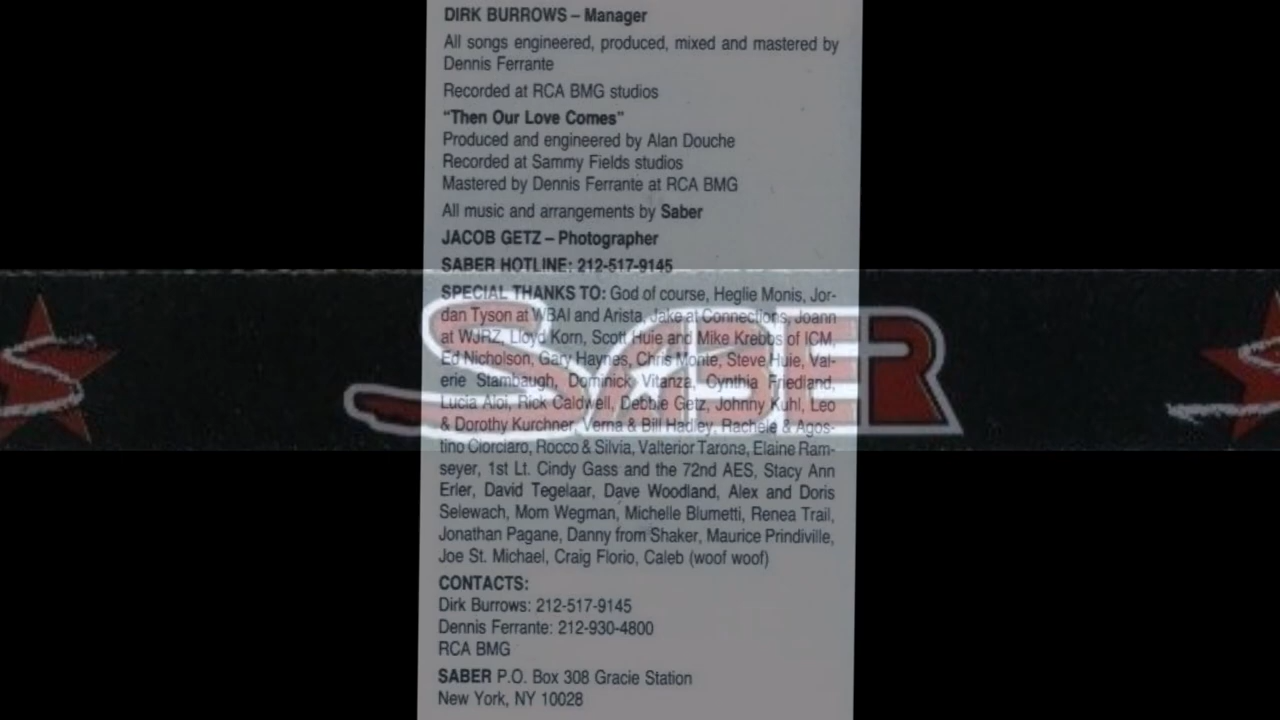 DIRK BURROWS – Manager
All songs engineered, produced, mixed and mastered by
Dennis Ferrante
Recorded at RCA BMG studios
“Then Our Love Comes”
Produced and engineered by Alan Douche
Recorded at Sammy Fields studios
Mastered by Dennis Ferrante at RCA BMG
All music and arrangements by Saber
JACOB GETZ – Photographer
SABER HOTLINE: 212-517-9145
SPECIAL THANKS TO: God of course, Heglie Monis, Jor-
dan Tyson at WBAI and Arista, Jake at Connections, Joann
at WJRZ, Lloyd Korn, Scott Huie and Mike Krebbs of ICM,
Ed Nicholson, Gary Haynes, Chris Monte, Steve Huie, Val-
erie Stambaugh, Dominick Vitanza, Cynthia Friedland,
Lucia Aloi, Rick Caldwell, Debbie Getz, Johnny Kuhl, Leo
& Dorothy Kurchner, Verna & Bill Hadley, Rachele & Agos-
tino Ciorciaro, Rocco & Silvia, Valterior Tarone, Elaine Ram-
seyer, 1st Lt. Cindy Gass and the 72nd AES, Stacy Ann
Erler, David Tegelaar, Dave Woodland, Alex and Doris
Selewach, Mom Wegman, Michelle Blumetti, Renea Trail,
Jonathan Pagane, Danny from Shaker, Maurice Prindiville,
Joe St. Michael, Craig Florio, Caleb (woof woof)
CONTACTS:
Dirk Burrows: 212-517-9145
Dennis Ferrante: 212-930-4800
RCA BMG
SABER P.O. Box 308 Gracie Station
New York, NY 10028
SABER